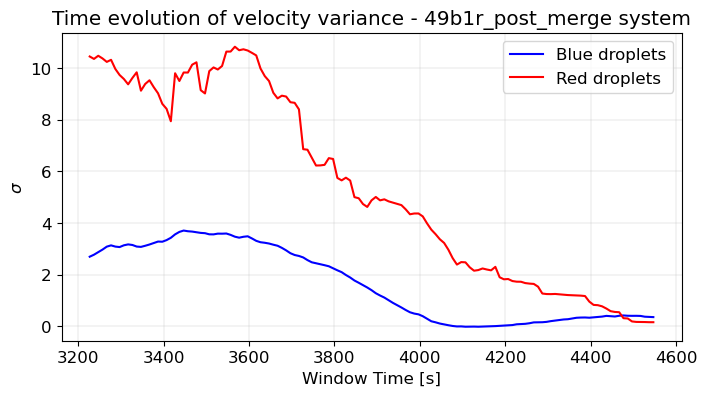 Time evolution of velocity variance - 49b1r_post_merge system
Blue droplets
Red droplets
σ
10
8
6
4
2
0
3200 3400 3600 3800 4000 4200 4400 4600
Window Time [s]